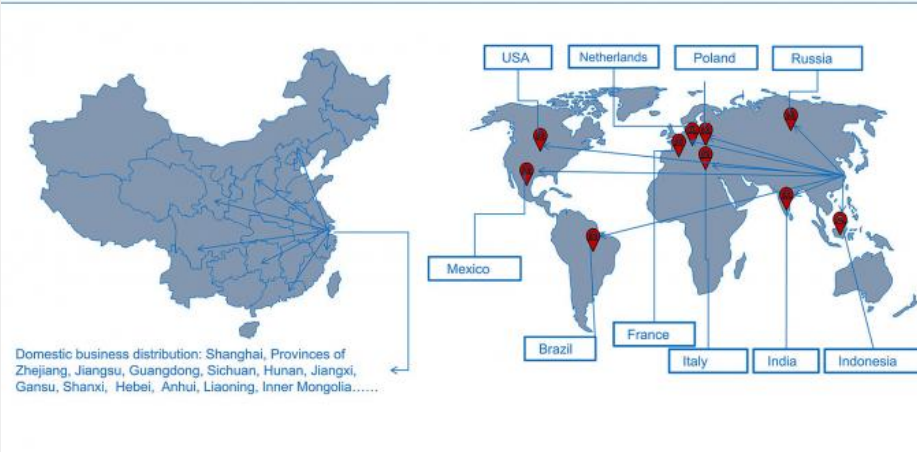 USA
Netherlands
Poland
Russia
Mexico
Brazil
France
Italy
India
Indonesia
Domestic business distribution: Shanghai, Provinces of
Zhejiang, Jiangsu, Guangdong, Sichuan, Hunan, Jiangxi,
Gansu, Shanxi, Hebei, Anhui, Liaoning, Inner Mongolia......